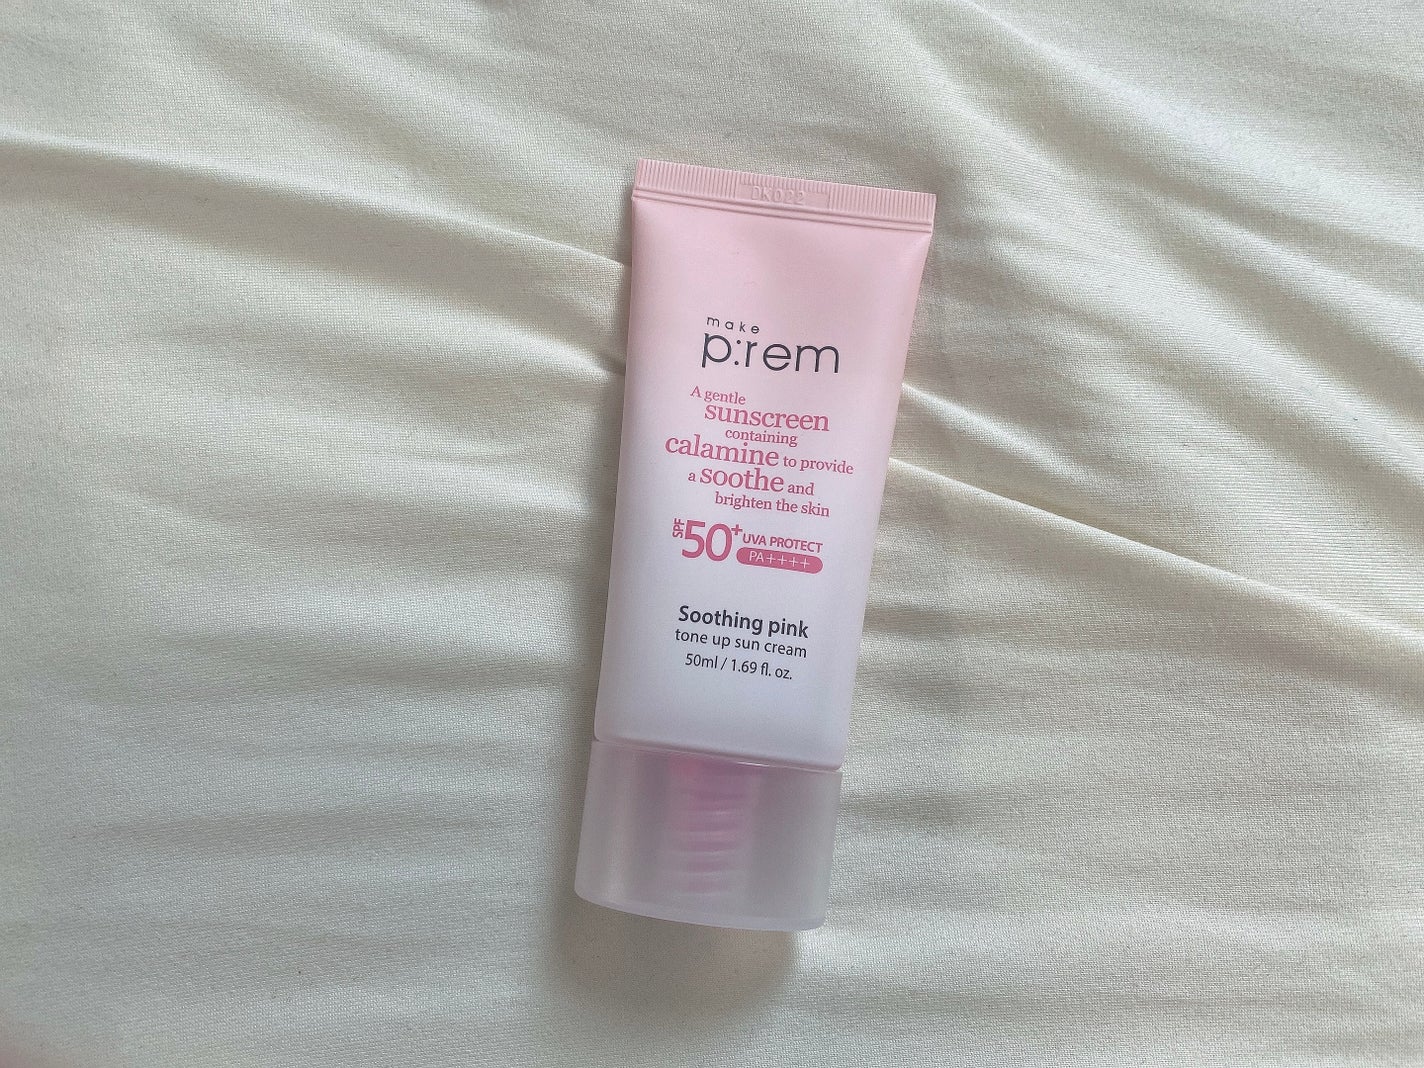 DK022
make
p:rem
A gentle
sunscreen
containing
calamine to provide
a soothe and
brighten the skin
SPF 50+ UVA PROTECT
PA++++
Soothing pink
tone up sun cream
50ml / 1.69 fl. oz.